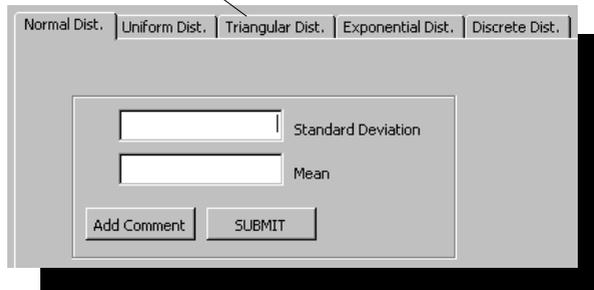 Normal Dist. Uniform Dist. Triangular Dist. Exponential Dist. Discrete Dist.
Standard Deviation
Mean
Add Comment SUBMIT